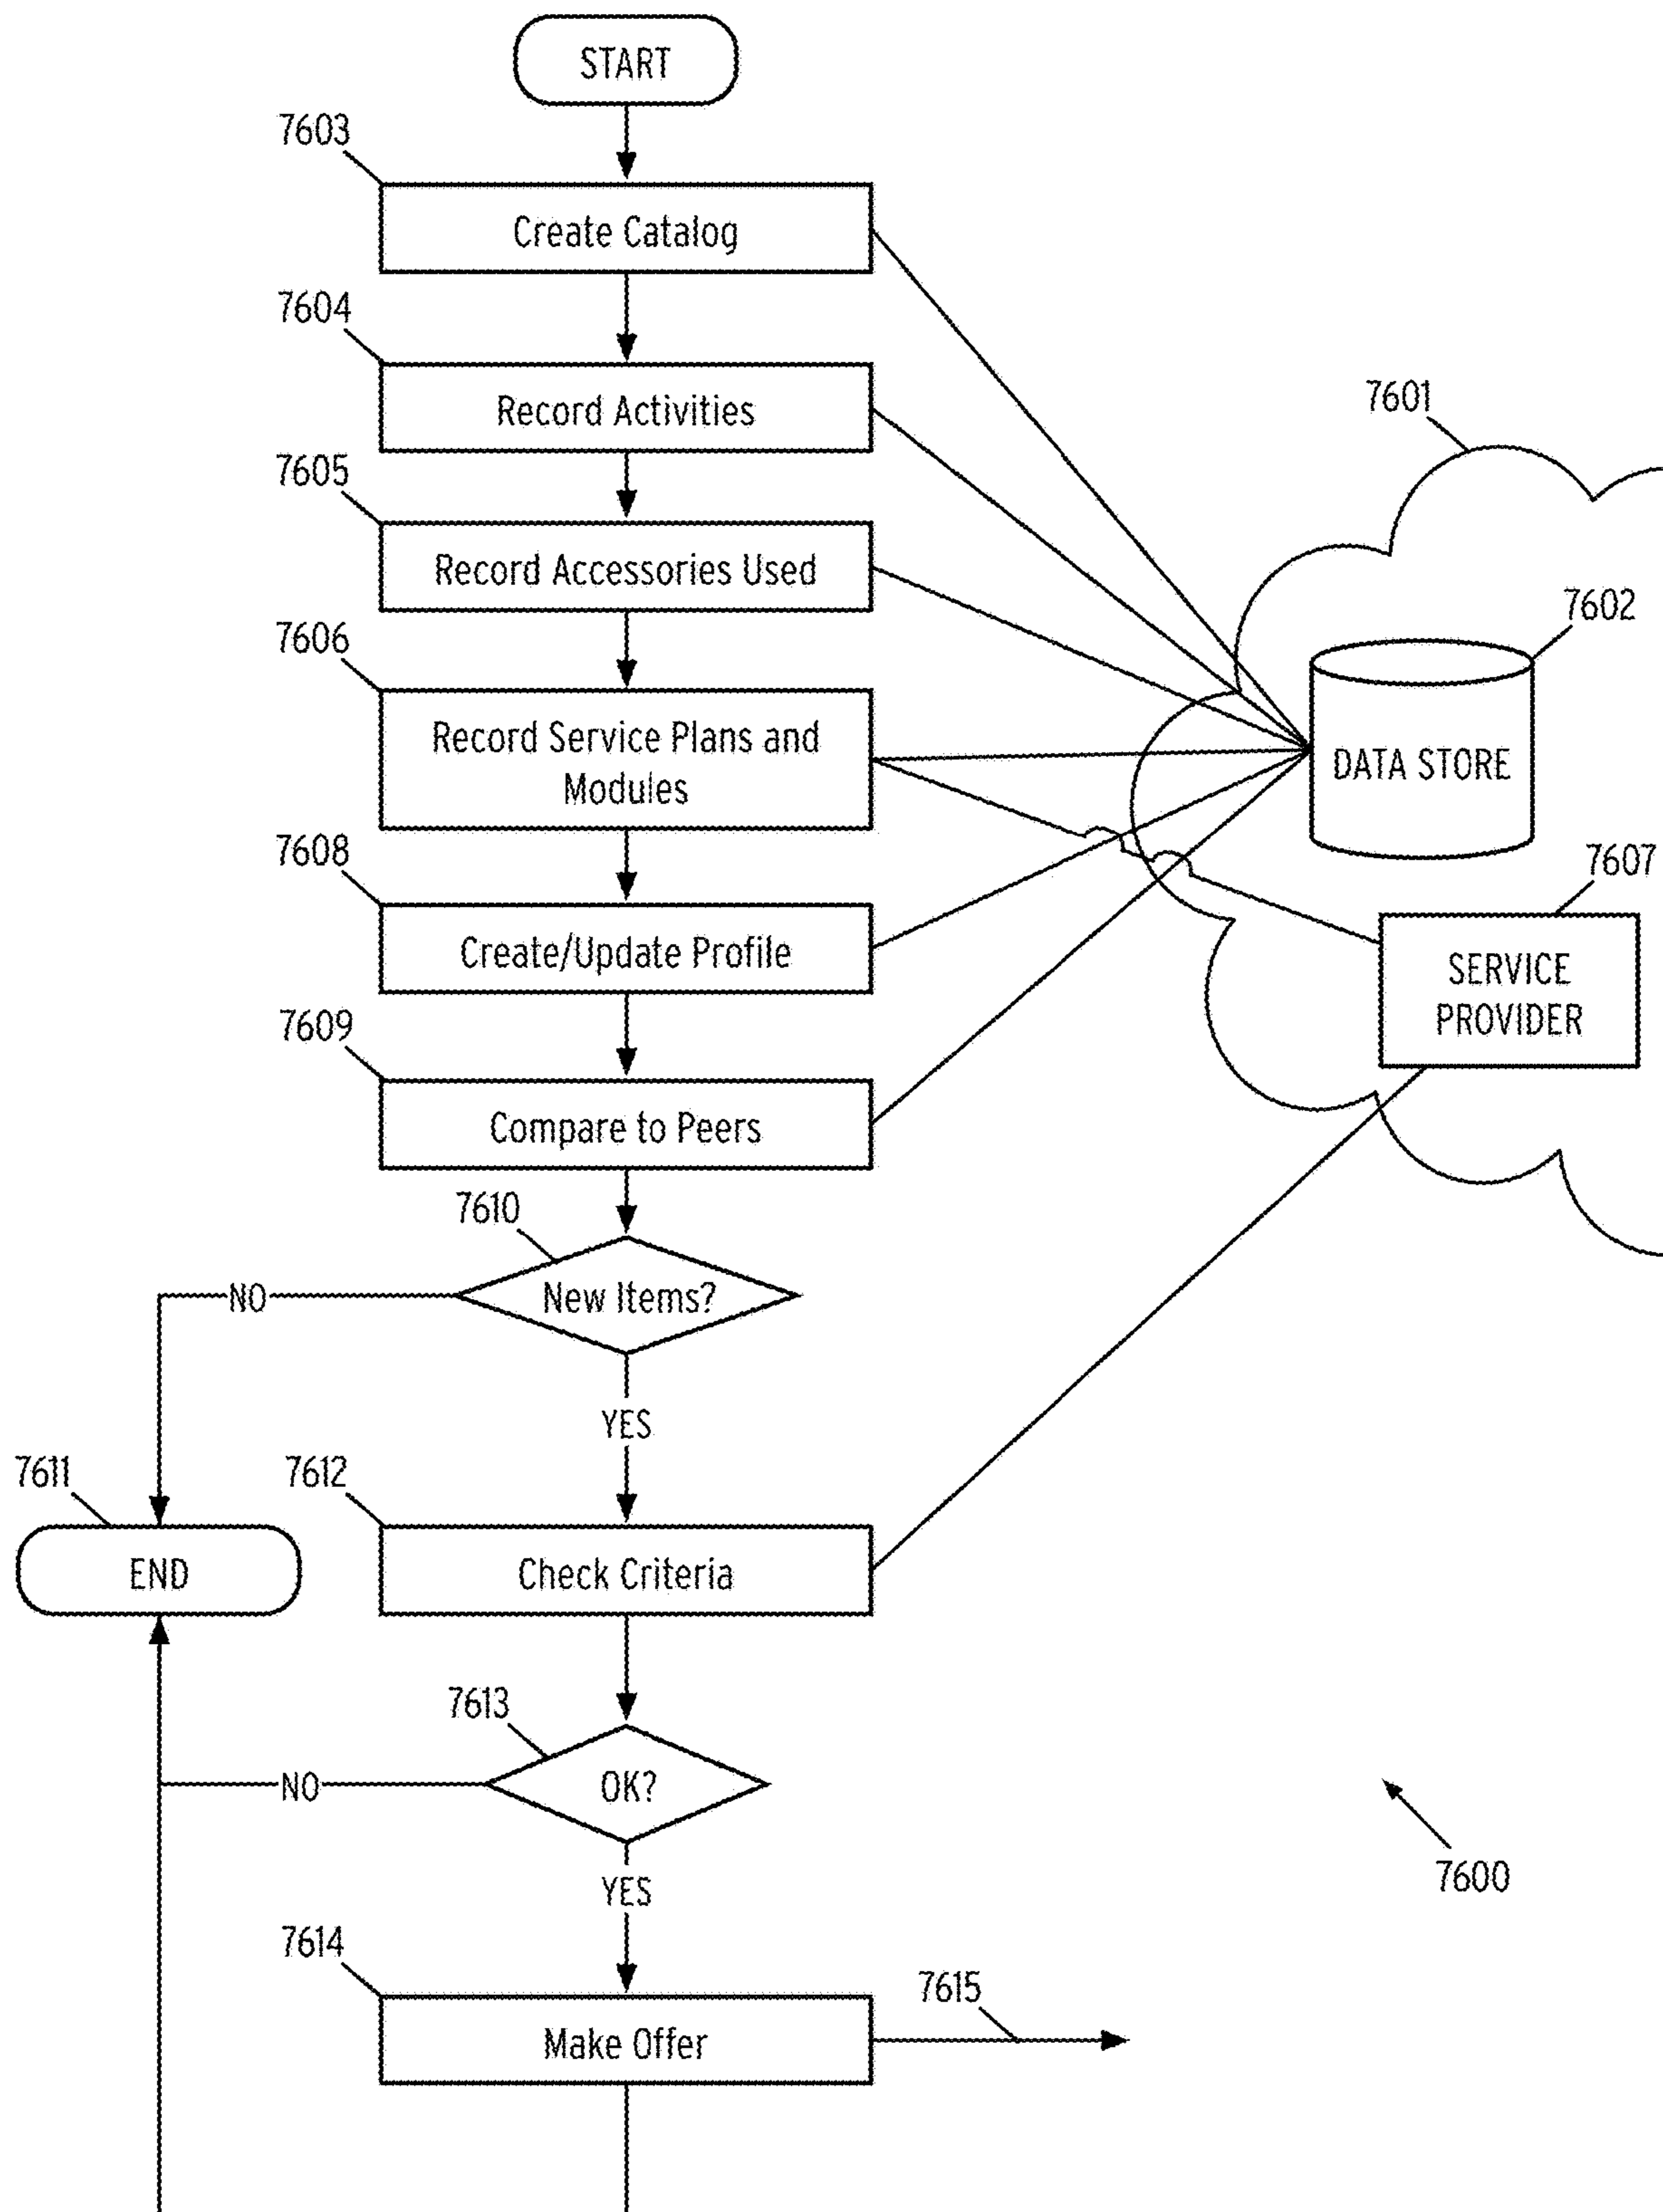 START
7603
Create Catalog
7604
Record Activities
7601
7605
Record Accessories Used
7602
7606
Record Service Plans and
Modules
DATA STORE
7608
7607
Create/Update Profile
SERVICE
PROVIDER
7609
Compare to Peers
7610
NO
New Items?
YES
7611
7612
END
Check Criteria
7613
NO
OK?
YES
7600
7614
7615
Make Offer